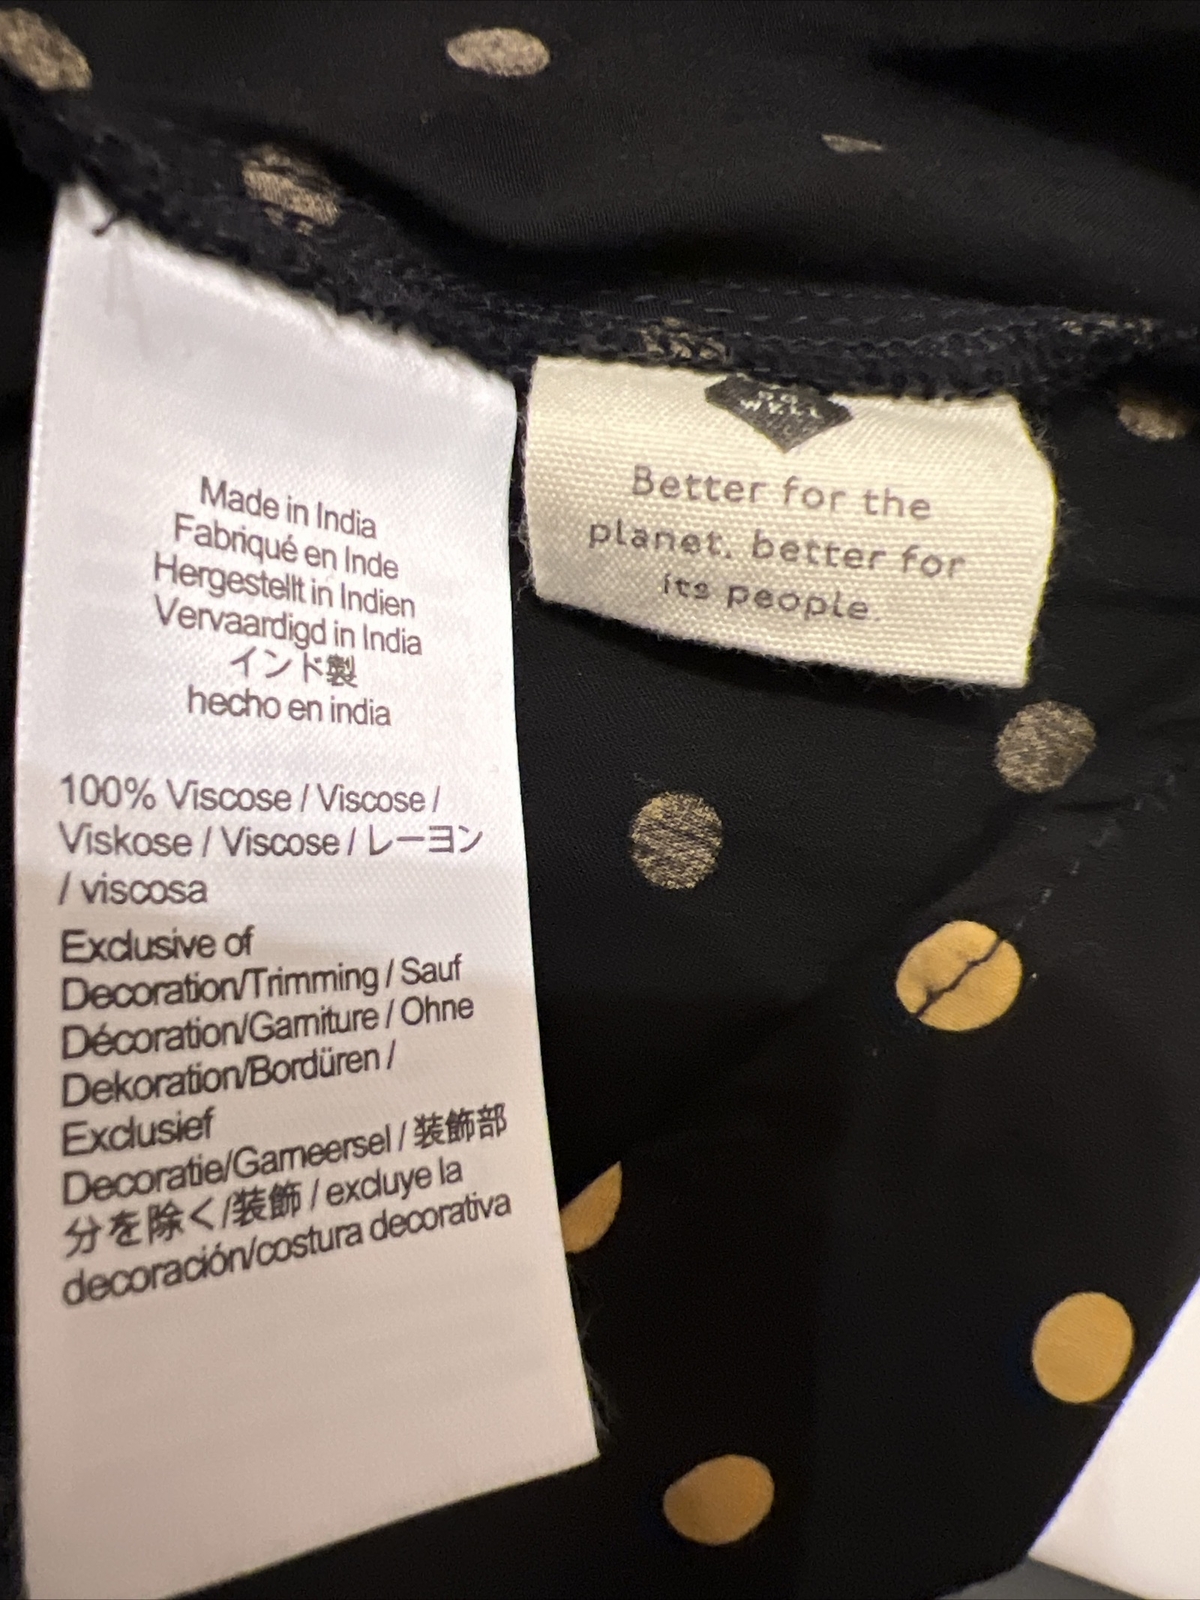 Made in India
Fabriqué en Inde
Hergestellt in Indien
Vervaardigd in India
インド製
hecho en india
100% Viscose / Viscose /
Viskose / Viscose / レーヨン
/ viscosa
Exclusive of
Decoration/Trimming / Sauf
Décoration/Garniture / Ohne
Dekoration/Bordüren /
Exclusief
Decoratie/Garneersel / 装飾部
分を除く/装飾 / excluye la
decoración/costura decorativa
Better for the
planet, better for
its people.